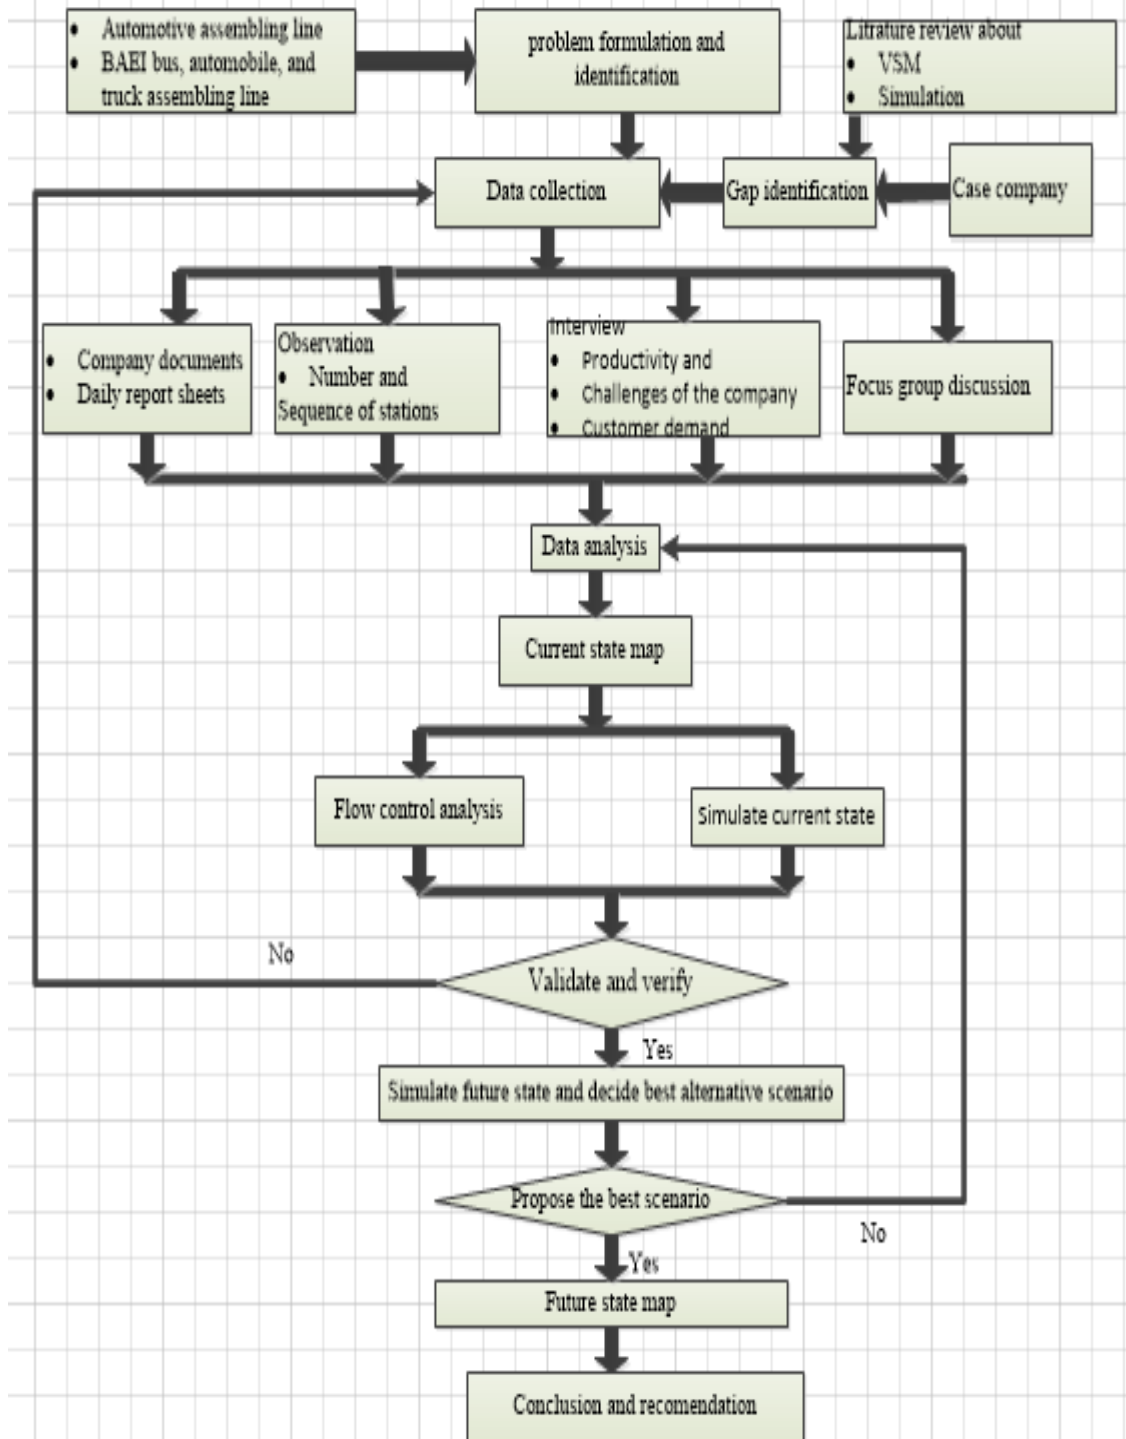 • Automotive assembling line
• BAEI bus, automobile, and
truck assembling line
problem formulation and
identification
Litrature review about
• VSM
• Simulation
Data collection
Gap identification
Case company
• Company documents
• Daily report sheets
Observation
• Number and
Sequence of stations
Interview
• Productivity and
• Challenges of the company
• Customer demand
Focus group discussion
Data analysis
Current state map
Flow control analysis
Simulate current state
No
Validate and verify
Yes
Simulate future state and decide best alternative scenario
Propose the best scenario
No
Yes
Future state map
Conclusion and recomendation